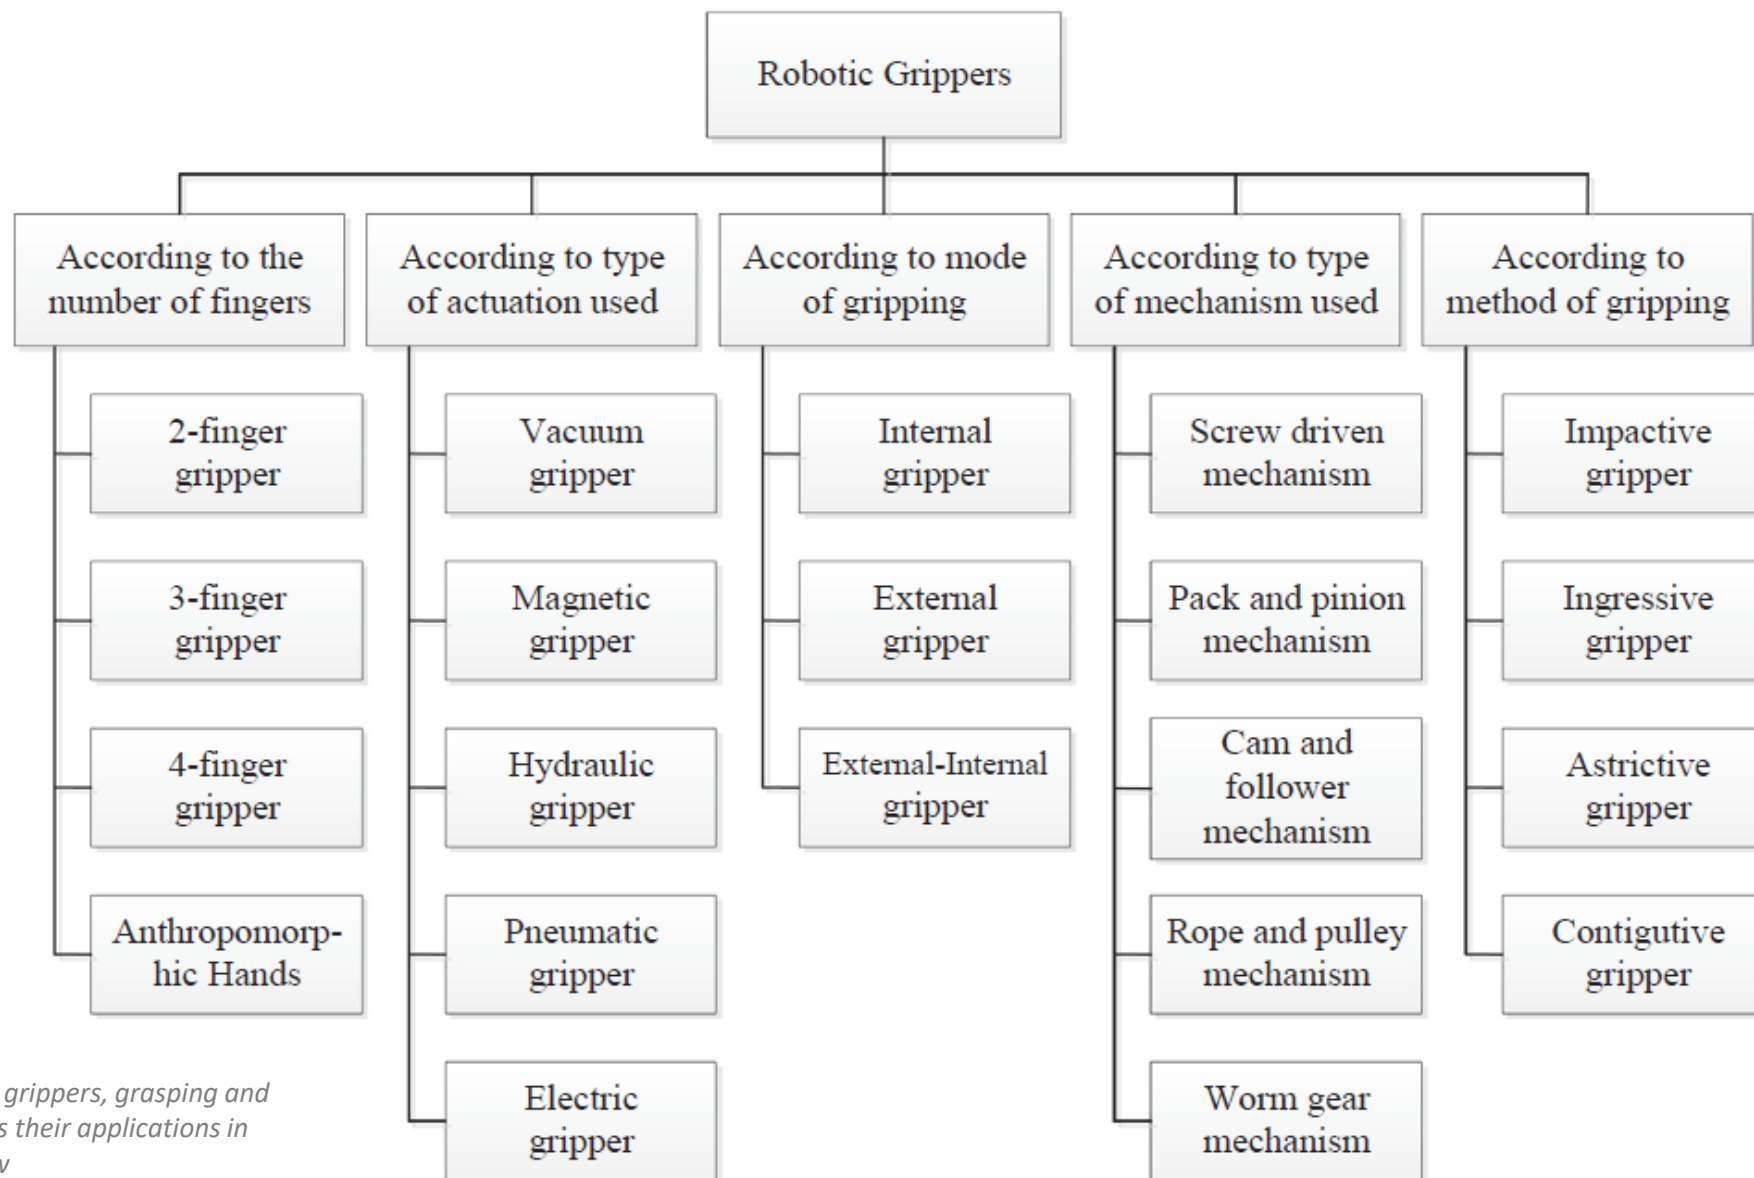 Robotic Grippers
According to the
number of fingers
2-finger
gripper
3-finger
gripper
4-finger
gripper
Anthropomorp-
hic Hands
According to type
of actuation used
Vacuum
gripper
Magnetic
gripper
Hydraulic
gripper
Pneumatic
gripper
Electric
gripper
According to mode
of gripping
Internal
gripper
External
gripper
External-Internal
gripper
According to type
of mechanism used
Screw driven
mechanism
Pack and pinion
mechanism
Cam and
follower
mechanism
Rope and pulley
mechanism
Worm gear
mechanism
According to
method of gripping
Impactive
gripper
Ingressive
gripper
Astrictive
gripper
Contigutive
gripper
grippers, grasping and
their applications in